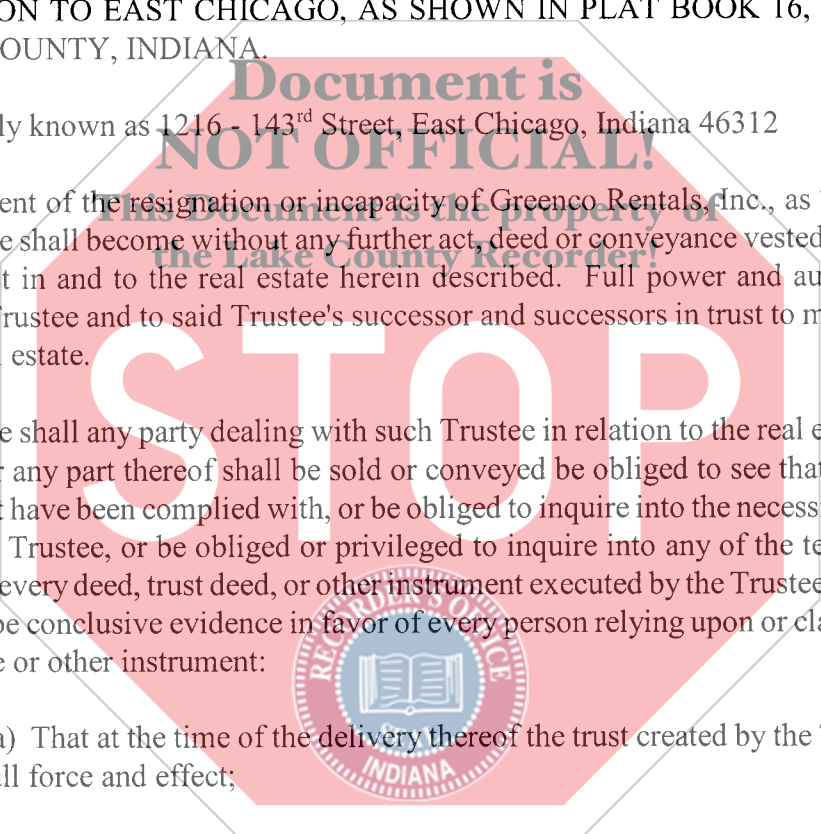 ON TO EAST CHICAGO, AS SHOWN IN PLAT BOOK 16,
OUNTY, INDIANA.
Document is
ly known as 1216 - 143rd Street, East Chicago, Indiana 46312
NOT OFFICIAL!
ent of the resignation or incapacity of Greenco Rentals, Inc., as
This Document is the property of
e shall become without any further act, deed or conveyance vested
the Lake County Recorder!
t in and to the real estate herein described. Full power and au
Trustee and to said Trustee's successor and successors in trust to m
estate.
STOP
e shall any party dealing with such Trustee in relation to the real e
r any part thereof shall be sold or conveyed be obliged to see that
t have been complied with, or be obliged to inquire into the necessi
Trustee, or be obliged or privileged to inquire into any of the te
every deed, trust deed, or other instrument executed by the Trustee
be conclusive evidence in favor of every person relying upon or cla
e or other instrument:
RECORDER'S OFFICE
a) That at the time of the delivery thereof the trust created by the
INDIANA
ll force and effect;